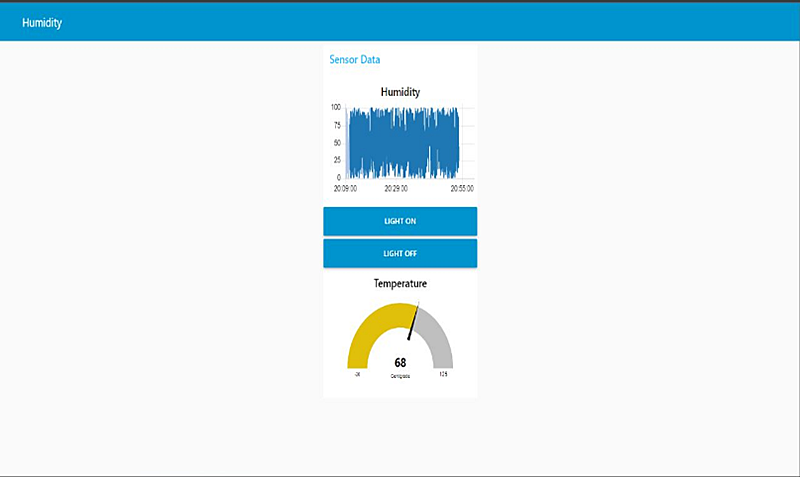 Humidity
Sensor Data
Humidity
100
75
50
25
0
20:09:00 20:29:00 20:55:00
LIGHT ON
LIGHT OFF
Temperature
68
Centigrade
125